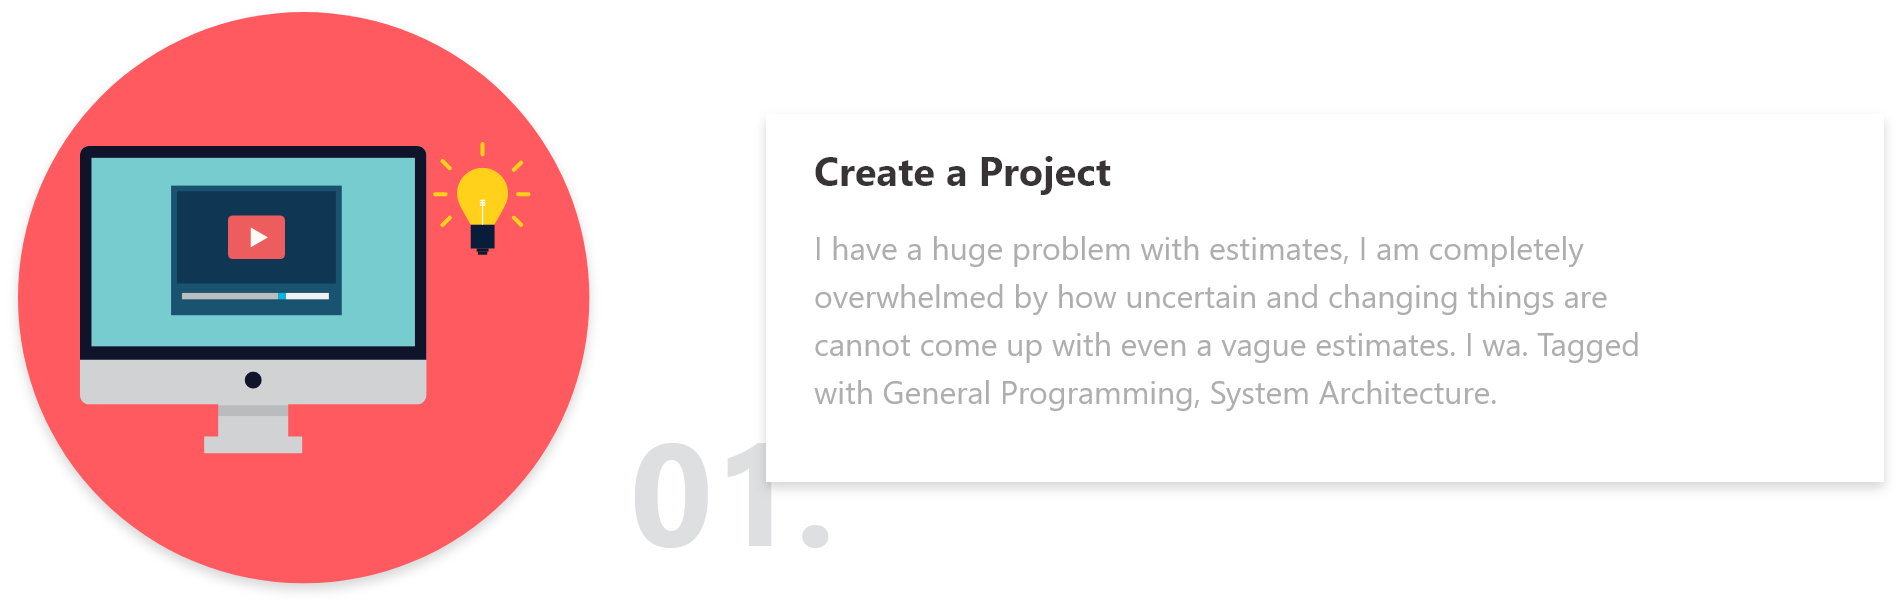 Create a Project
I have a huge problem with estimates, I am completely
overwhelmed by how uncertain and changing things are
cannot come up with even a vague estimates. I wa. Tagged
with General Programming, System Architecture.
01.